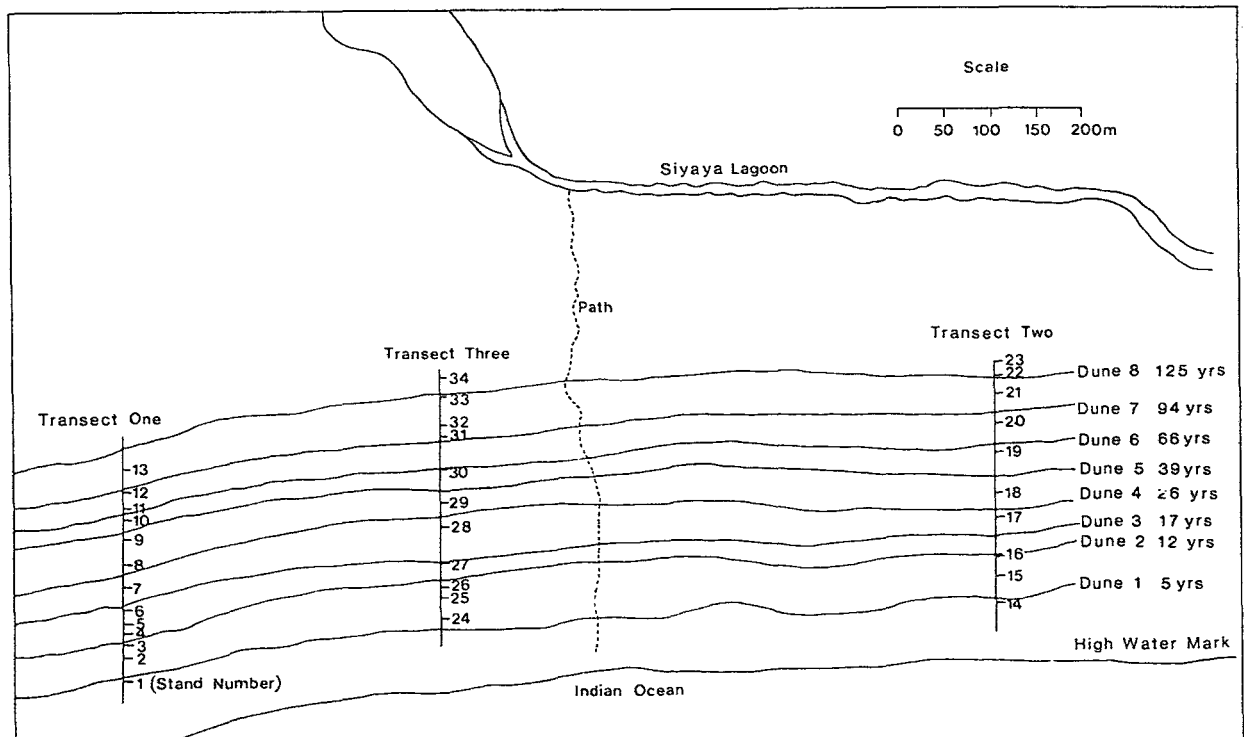 Scale
0 50 100 150 200m
Siyaya Lagoon
Path
Transect Two
Transect Three
Transect One
23
22
21
20
19
18
17
16
15
14
34
33
32
31
30
29
28
27
26
25
24
13
12
11
10
9
8
7
6
5
4
3
2
1 (Stand Number)
Dune 8 125 yrs
Dune 7 94 yrs
Dune 6 66 yrs
Dune 5 39 yrs
Dune 4 26 yrs
Dune 3 17 yrs
Dune 2 12 yrs
Dune 1 5 yrs
High Water Mark
Indian Ocean